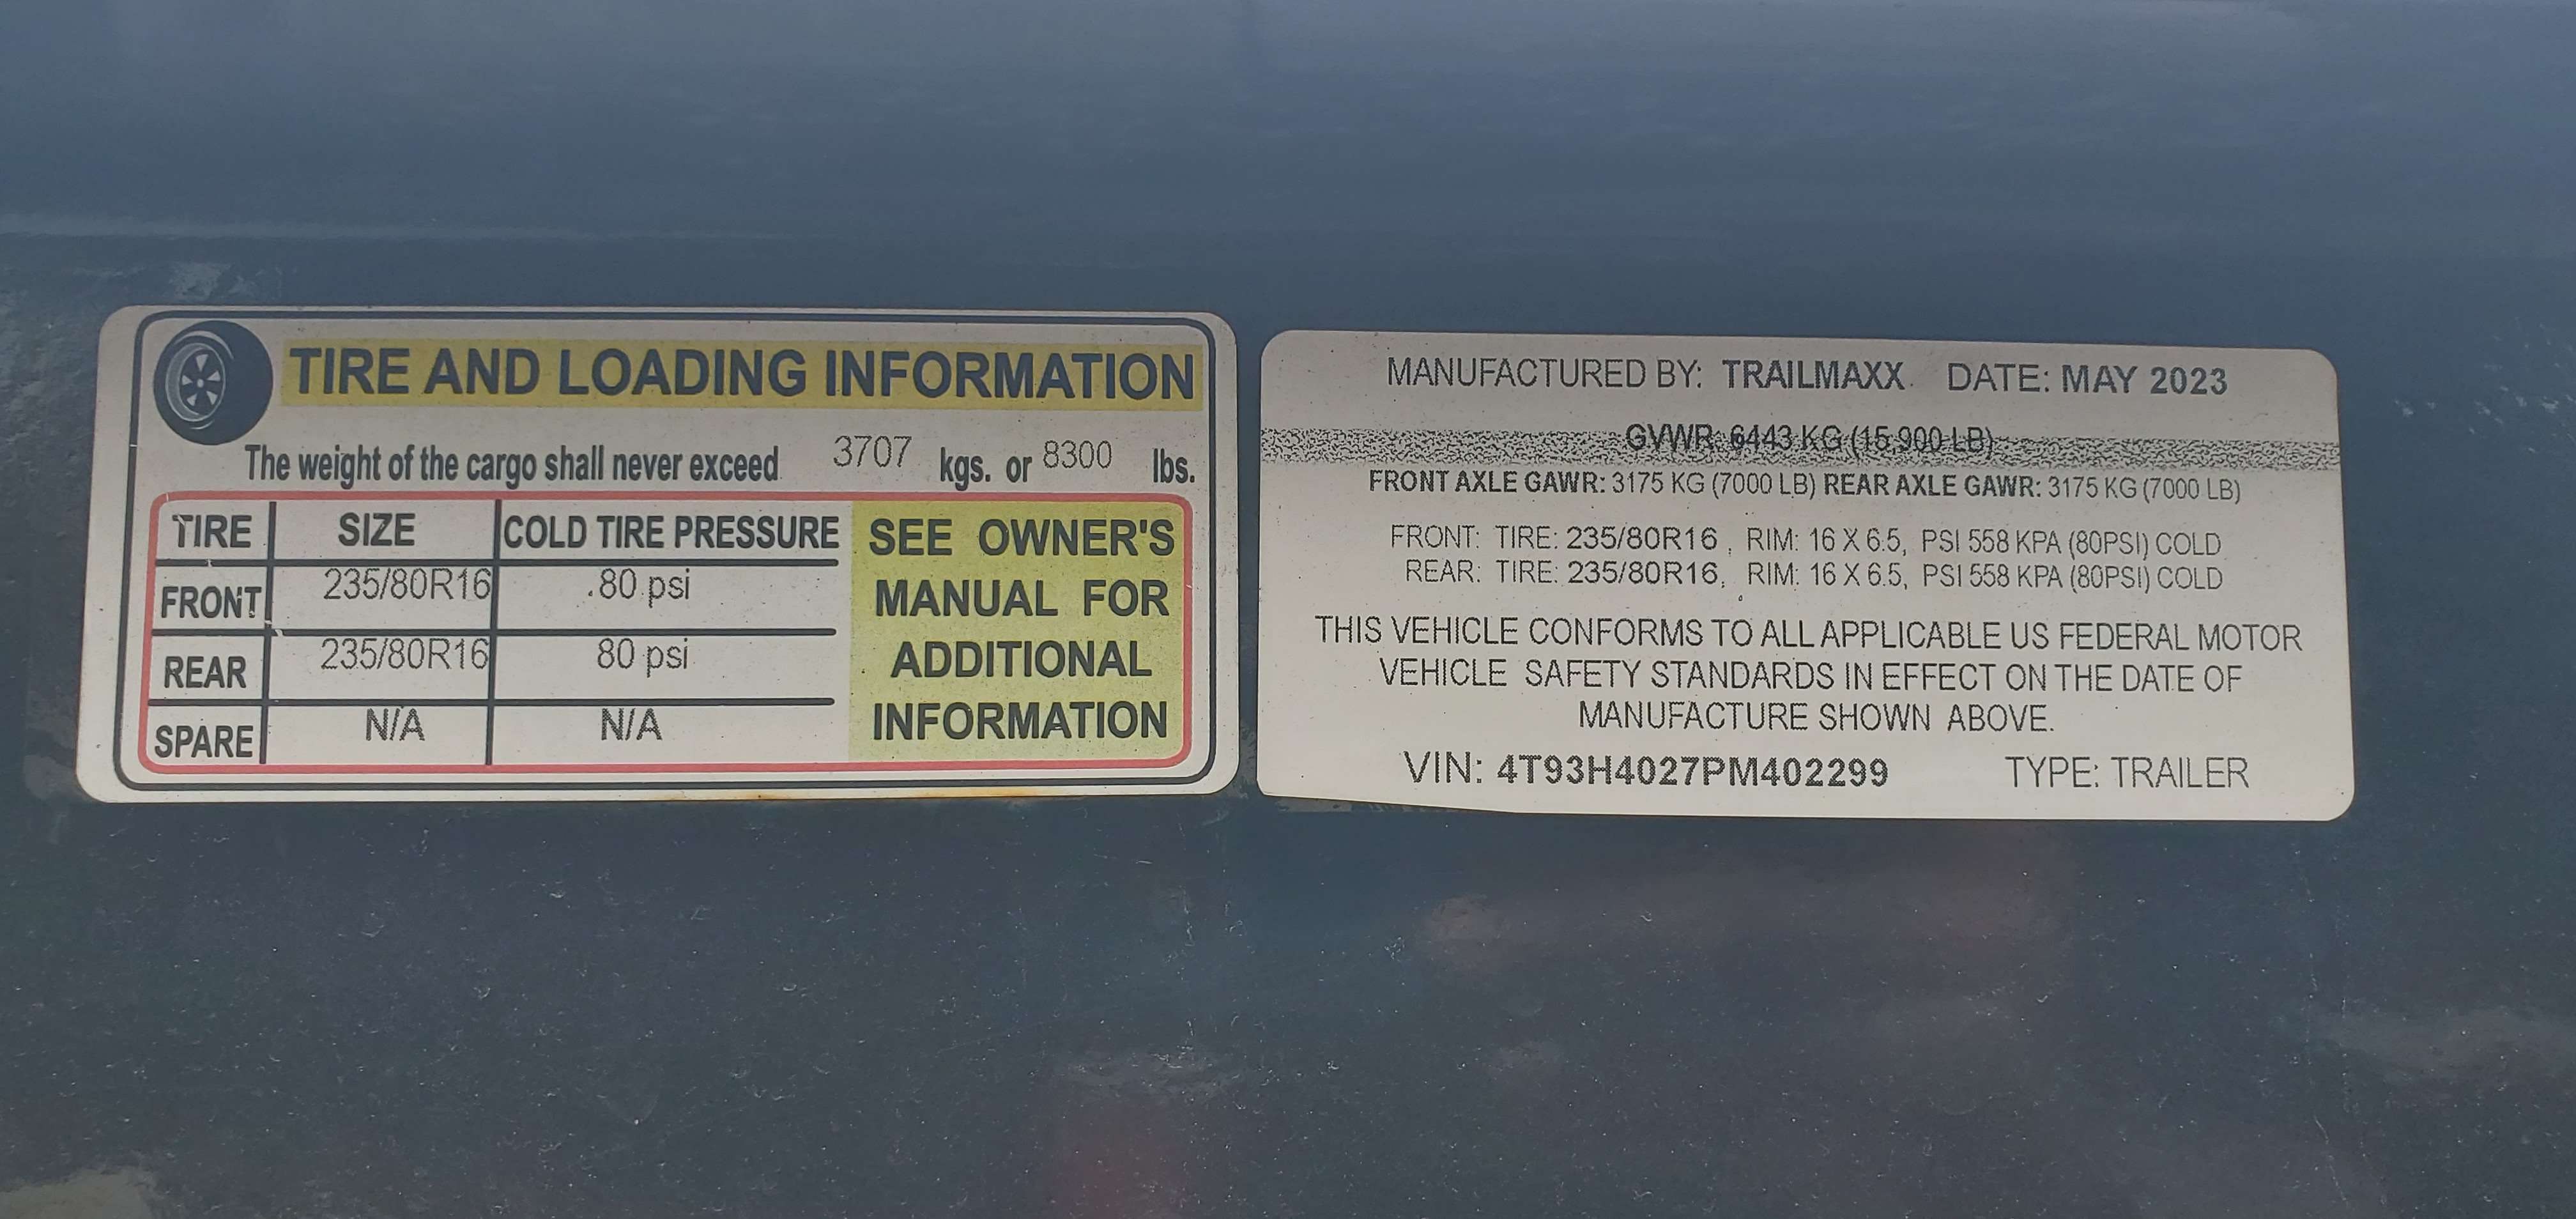 TIRE AND LOADING INFORMATION
The weight of the cargo shall never exceed 3707 kgs. or 8300 lbs.
TIRE SIZE COLD TIRE PRESSURE
FRONT 235/80R16 80 psi
REAR 235/80R16 80 psi
SPARE N/A N/A
SEE OWNER'S
MANUAL FOR
ADDITIONAL
INFORMATION
MANUFACTURED BY: TRAILMAXX DATE: MAY 2023
GVWR: 6443 KG (15,900 LB)
FRONT AXLE GAWR: 3175 KG (7000 LB) REAR AXLE GAWR: 3175 KG (7000 LB)
FRONT: TIRE: 235/80R16, RIM: 16 X 6.5, PSI 558 KPA (80PSI) COLD
REAR: TIRE: 235/80R16, RIM: 16 X 6.5, PSI 558 KPA (80PSI) COLD
THIS VEHICLE CONFORMS TO ALL APPLICABLE US FEDERAL MOTOR
VEHICLE SAFETY STANDARDS IN EFFECT ON THE DATE OF
MANUFACTURE SHOWN ABOVE.
VIN: 4T93H4027PM402299 TYPE: TRAILER